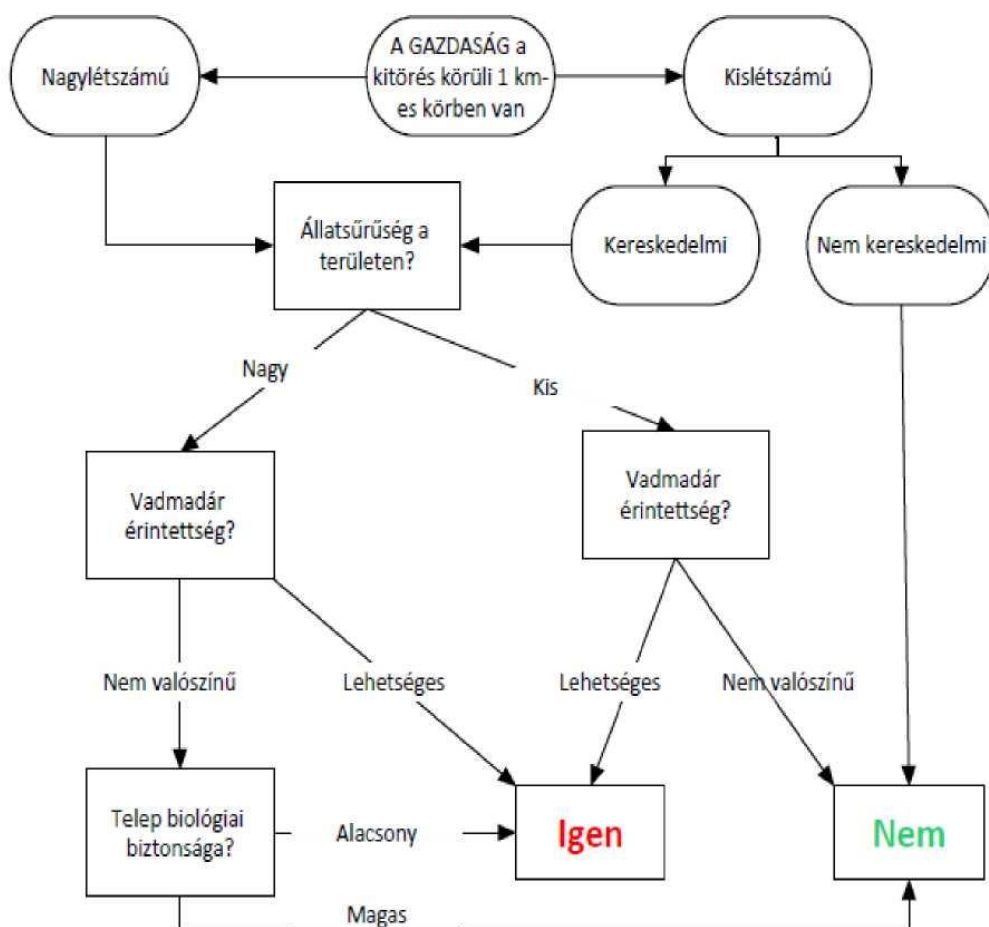 Nagylétszámú
A GAZDASÁG a
kitörés körüli 1 km-
es körben van
Kislétszámú
Állatsűrűség a
területen?
Kereskedelmi
Nem kereskedelmi
Nagy
Kis
Vadmadár
érintettség?
Vadmadár
érintettség?
Nem valószínű
Lehetséges
Lehetséges
Nem valószínű
Telep biológiai
biztonsága?
Alacsony
Igen
Nem
Magas